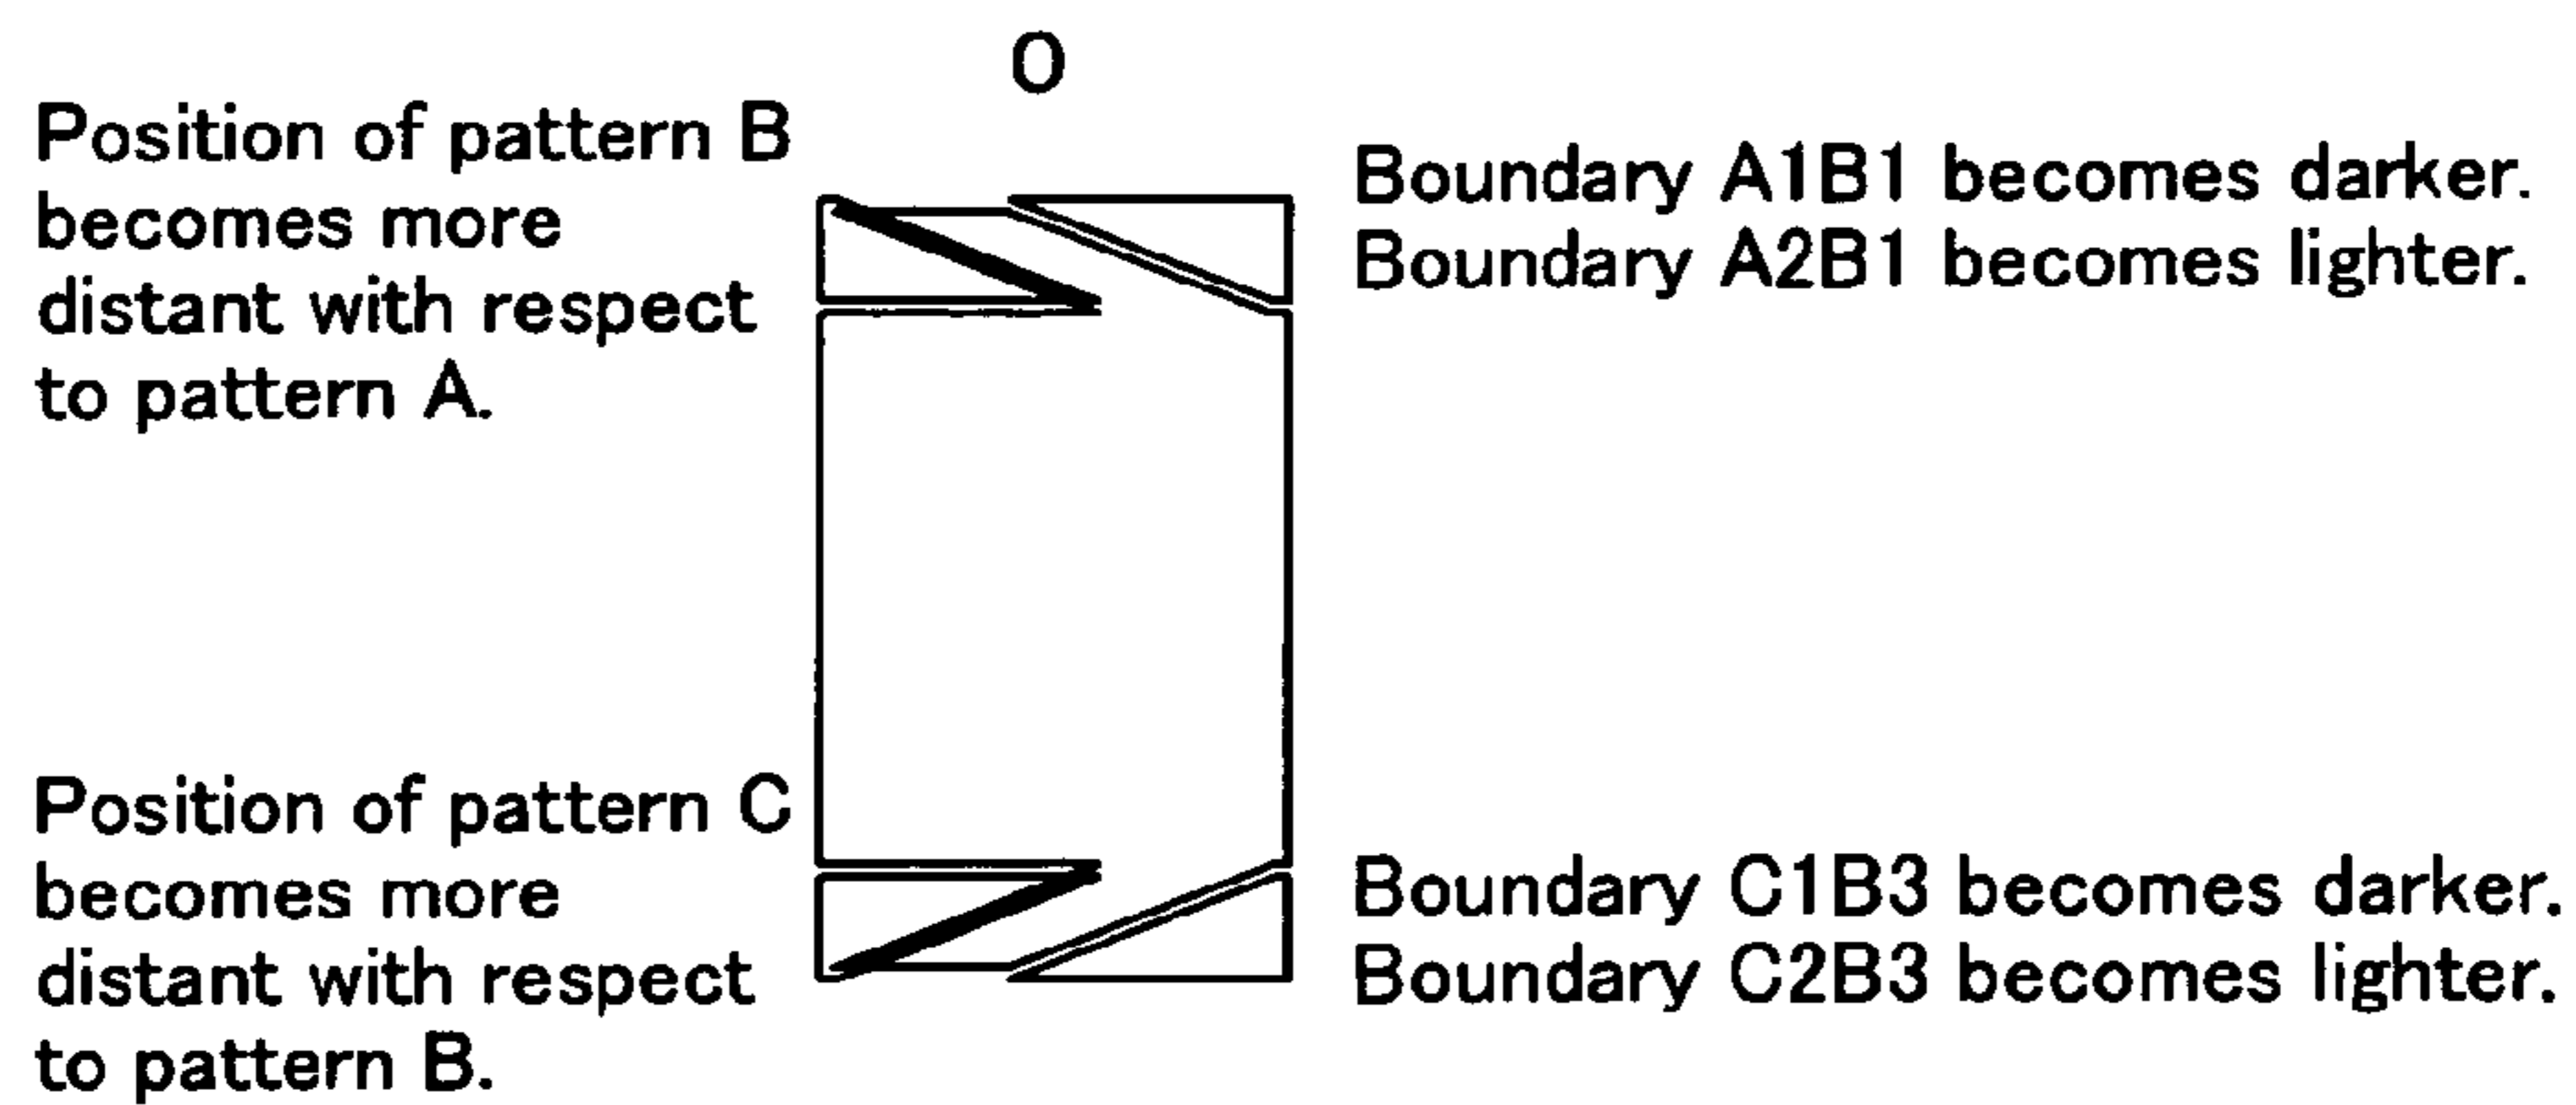 O
Position of pattern B
becomes more
distant with respect
to pattern A.
Boundary A1B1 becomes darker.
Boundary A2B1 becomes lighter.
Position of pattern C
becomes more
distant with respect
to pattern B.
Boundary C1B3 becomes darker.
Boundary C2B3 becomes lighter.